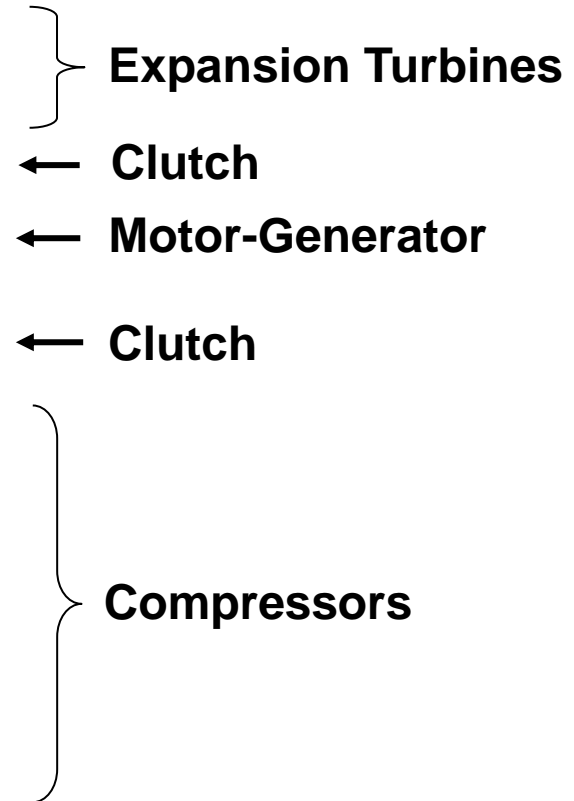 Expansion Turbines
Clutch
Motor-Generator
Clutch
Compressors